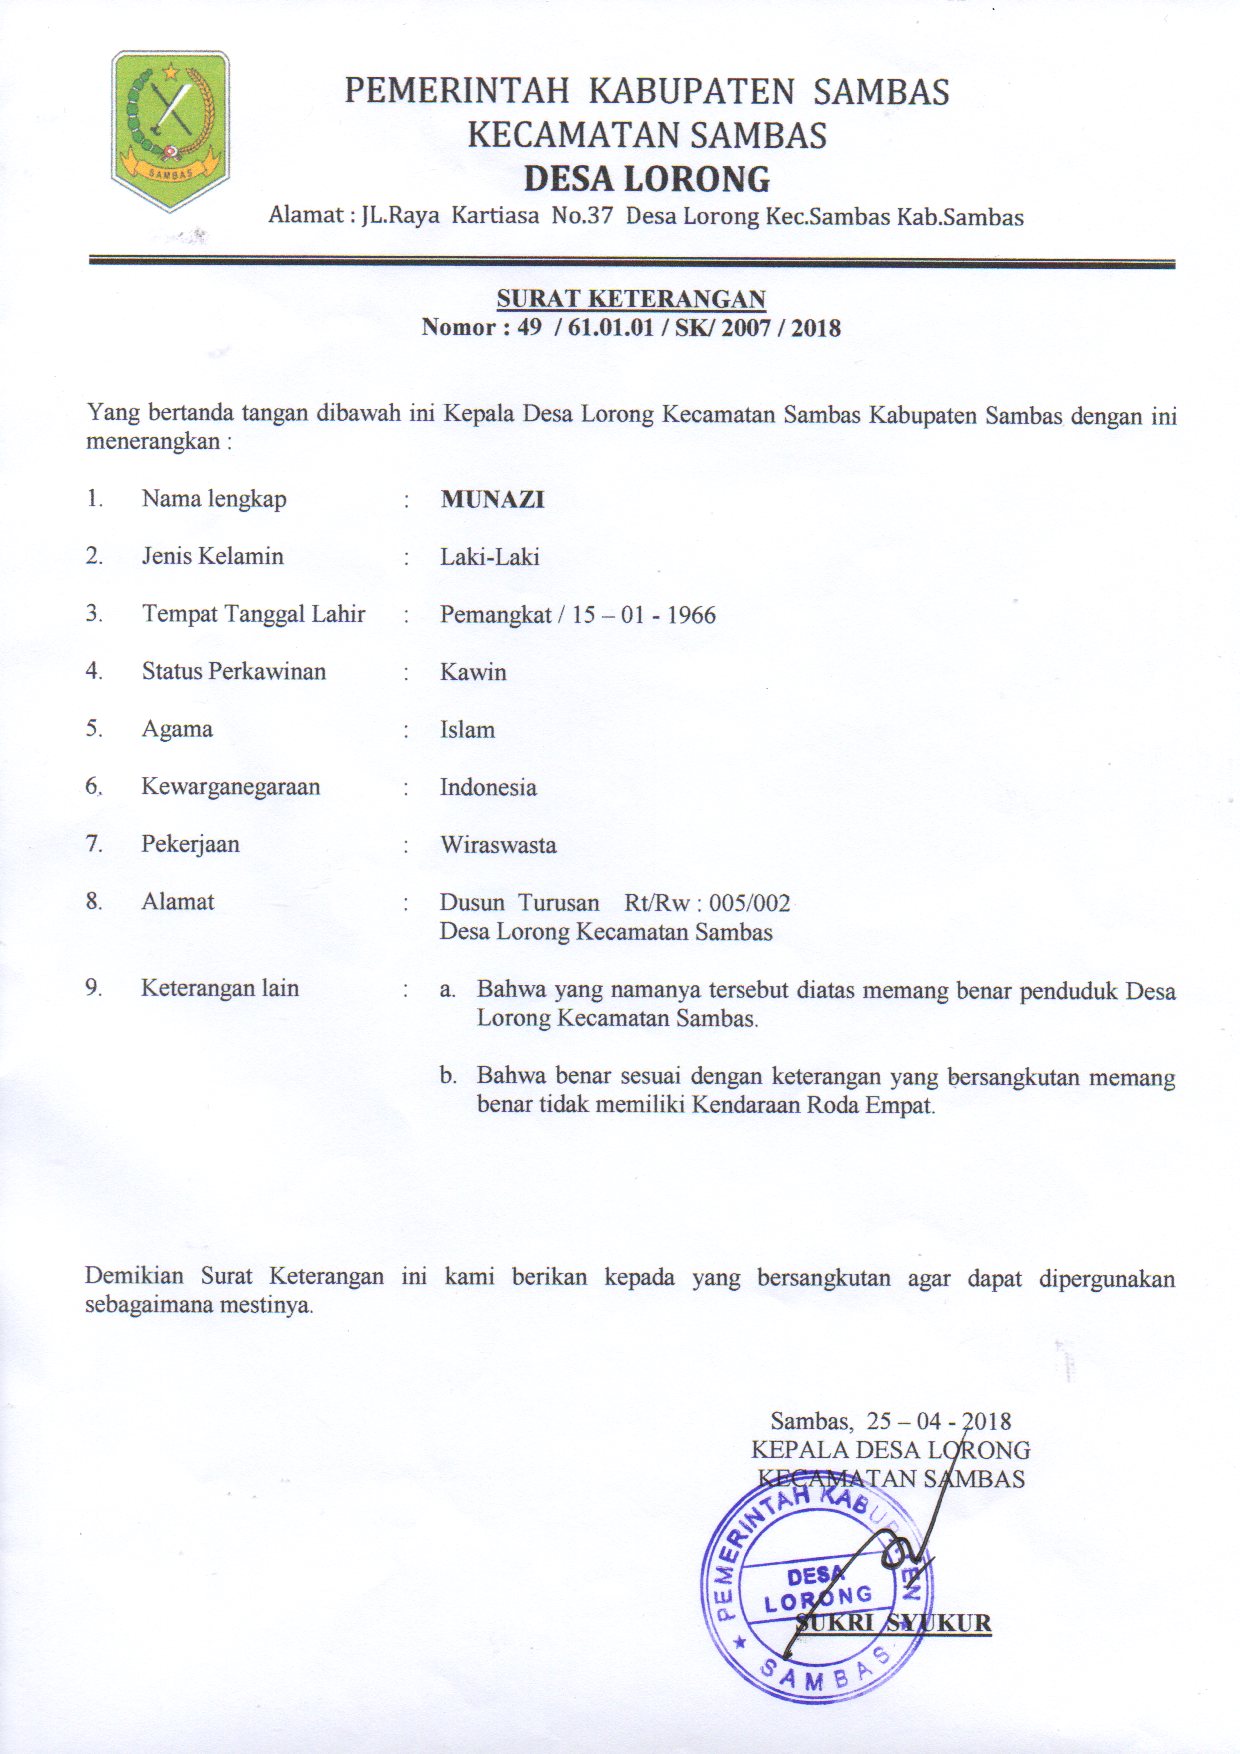 SAMBAS
PEMERINTAH KABUPATEN SAMBAS
KECAMATAN SAMBAS
DESA LORONG
Alamat : JL.Raya Kartiasa No.37 Desa Lorong Kec.Sambas Kab.Sambas
SURAT KETERANGAN
Nomor : 49 / 61.01.01 / SK/ 2007 / 2018
Yang bertanda tangan dibawah ini Kepala Desa Lorong Kecamatan Sambas Kabupaten Sambas dengan ini
menerangkan :
1. Nama lengkap : MUNAZI
2. Jenis Kelamin : Laki-Laki
3. Tempat Tanggal Lahir : Pemangkat / 15 – 01 - 1966
4. Status Perkawinan : Kawin
5. Agama : Islam
6. Kewarganegaraan : Indonesia
7. Pekerjaan : Wiraswasta
8. Alamat : Dusun Turusan Rt/Rw : 005/002
Desa Lorong Kecamatan Sambas
9. Keterangan lain : a. Bahwa yang namanya tersebut diatas memang benar penduduk Desa
Lorong Kecamatan Sambas.
b. Bahwa benar sesuai dengan keterangan yang bersangkutan memang
benar tidak memiliki Kendaraan Roda Empat.
Demikian Surat Keterangan ini kami berikan kepada yang bersangkutan agar dapat dipergunakan
sebagaimana mestinya.
Sambas, 25 – 04 - 2018
KEPALA DESA LORONG
KECAMATAN SAMBAS
PEMERINTAH KABUPATEN
DESA
LORONG
SAMBAS
SUKRI SYUKUR